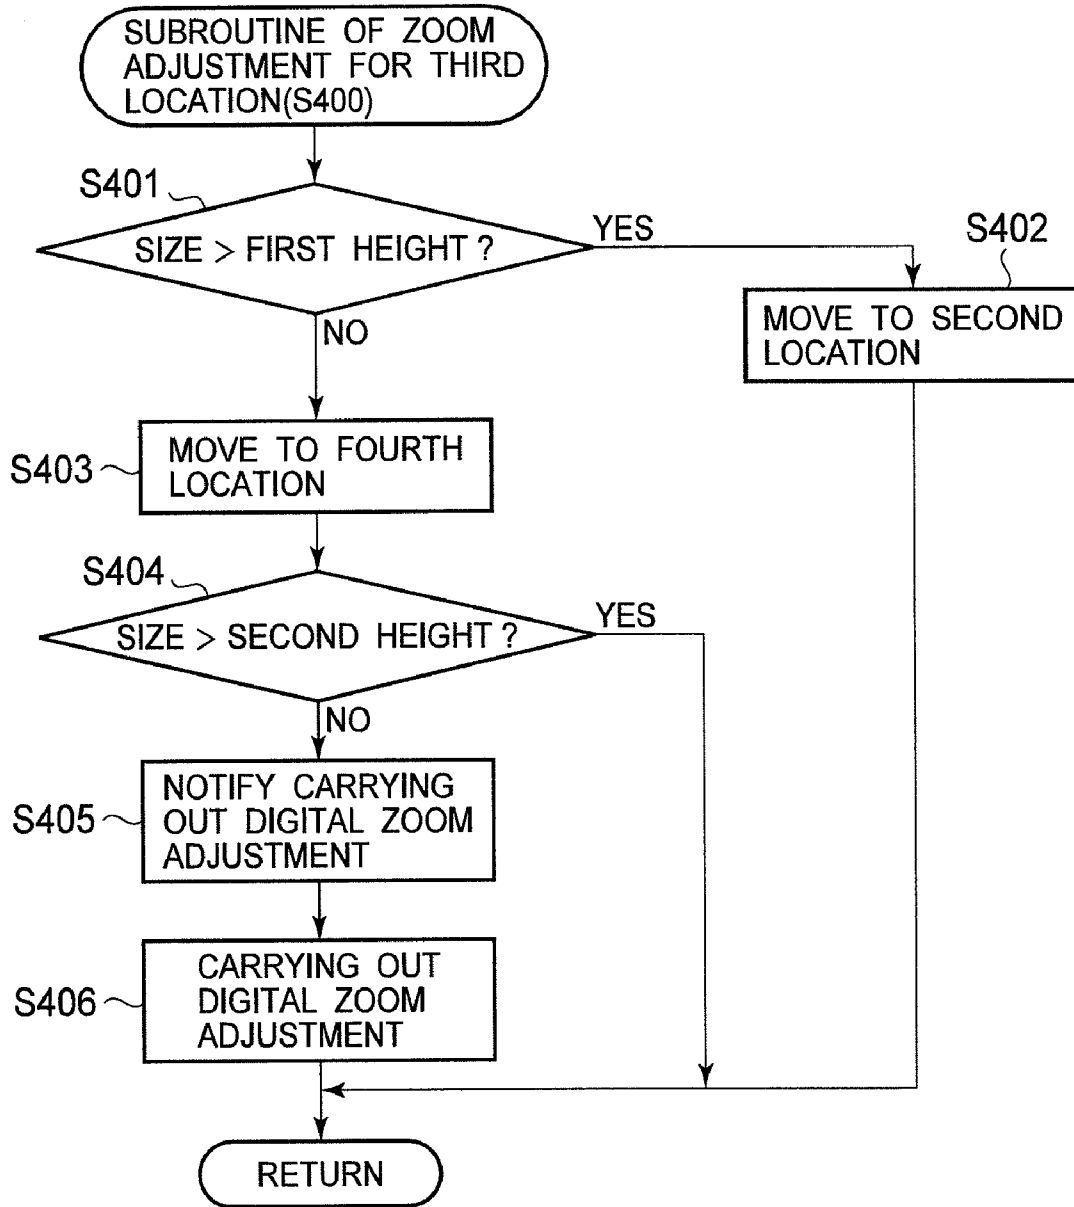 SUBROUTINE OF ZOOM
ADJUSTMENT FOR THIRD
LOCATION(S400)
S401
SIZE > FIRST HEIGHT ?
YES
S402
MOVE TO SECOND
LOCATION
NO
S403
MOVE TO FOURTH
LOCATION
S404
SIZE > SECOND HEIGHT ?
YES
NO
S405
NOTIFY CARRYING
OUT DIGITAL ZOOM
ADJUSTMENT
S406
CARRYING OUT
DIGITAL ZOOM
ADJUSTMENT
RETURN